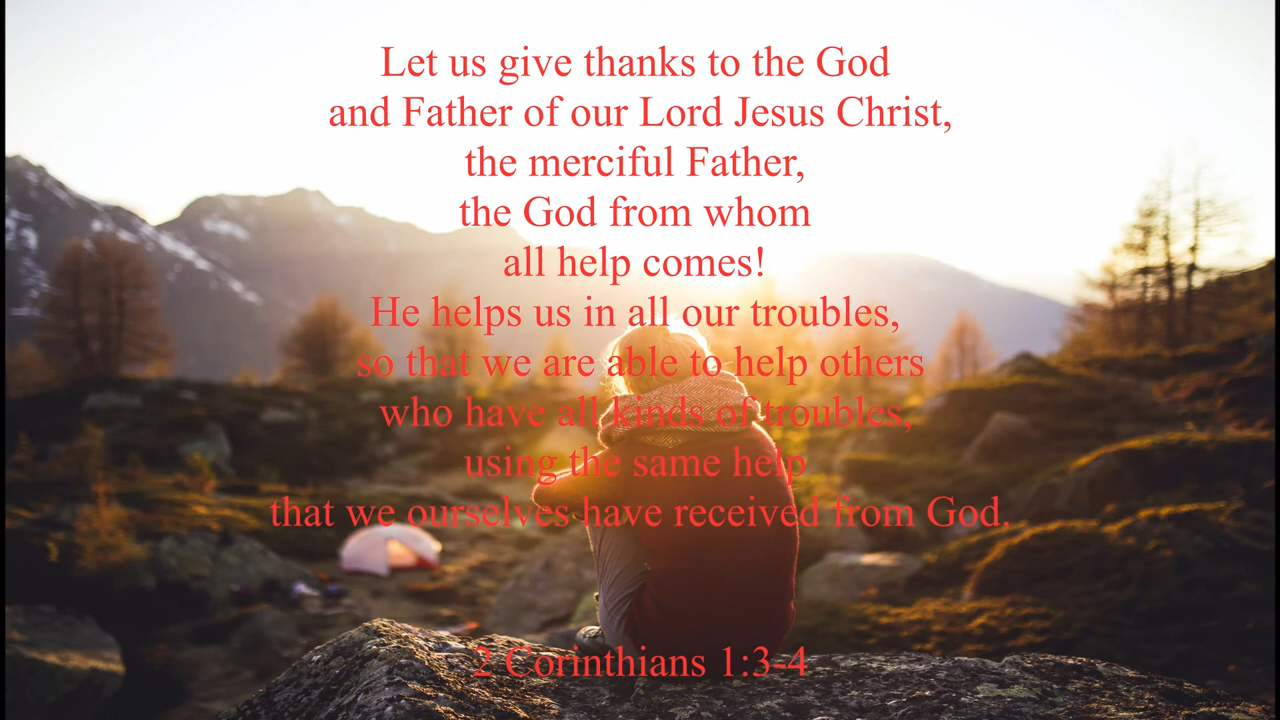 Let us give thanks to the God
and Father of our Lord Jesus Christ,
the merciful Father,
the God from whom
all help comes!
He helps us in all our troubles,
so that we are able to help others
who have all kinds of troubles,
using the same help
that we ourselves have received from God.
2 Corinthians 1:3-4